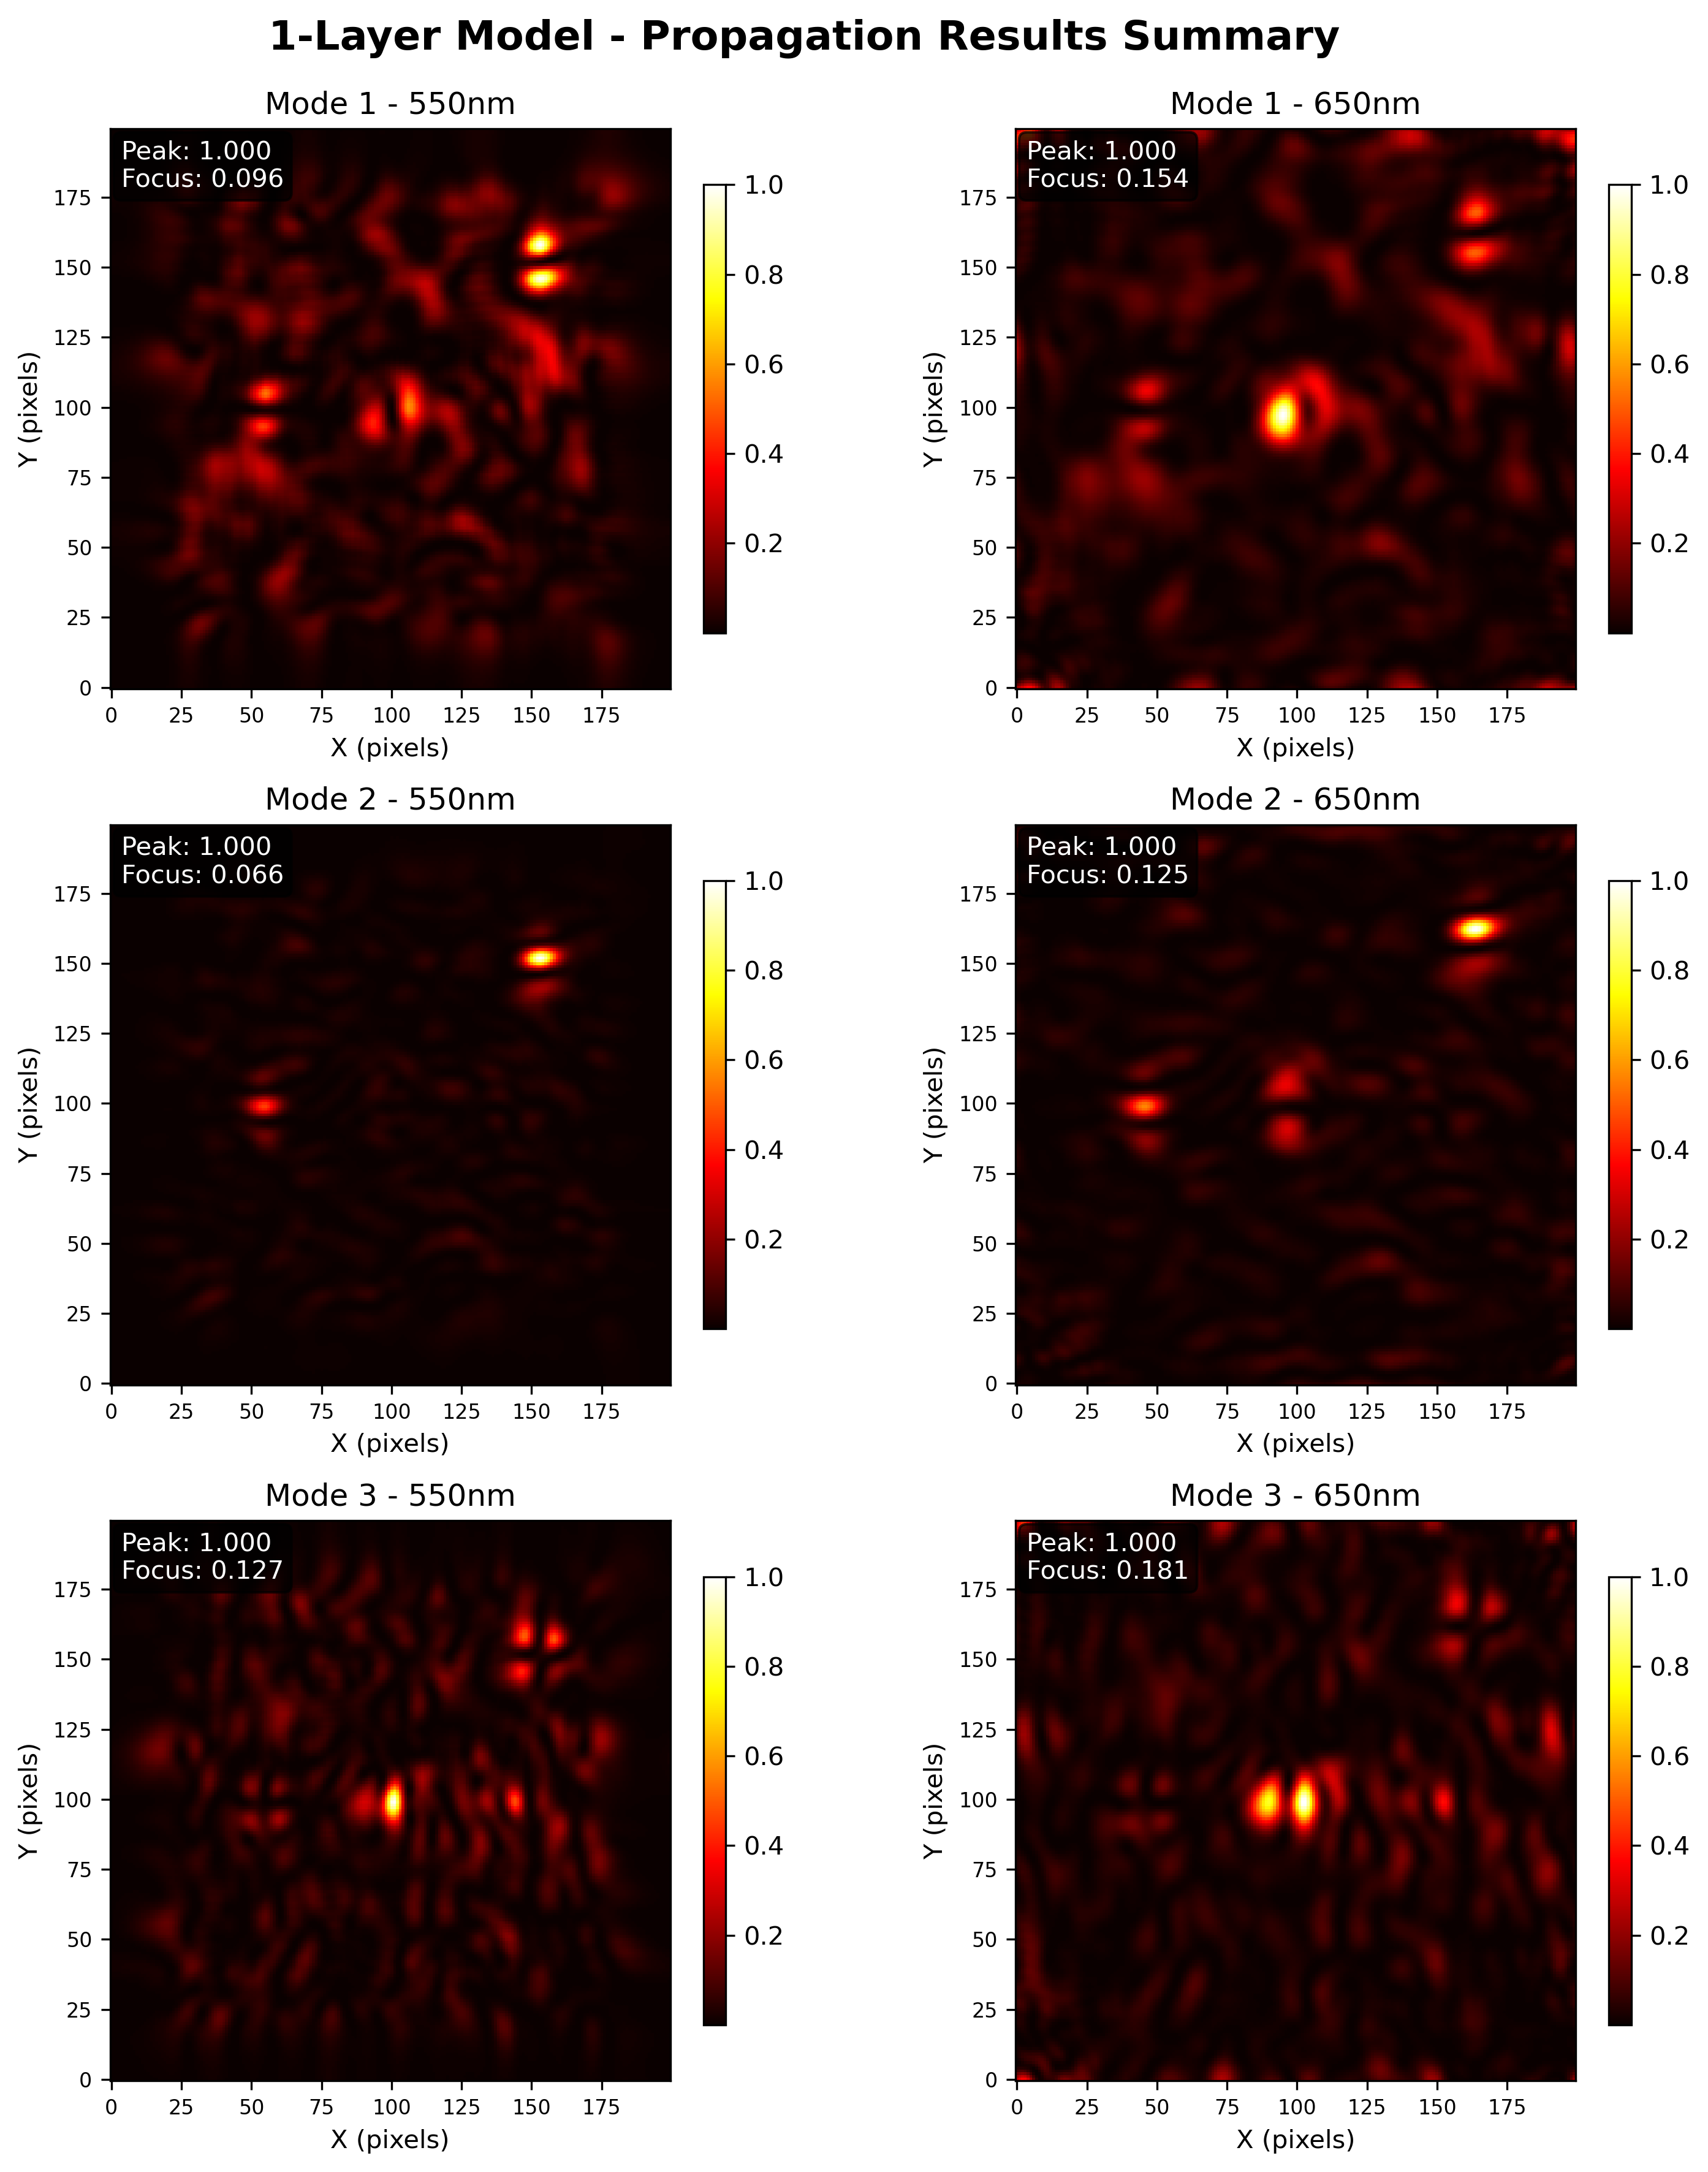 1-Layer Model - Propagation Results Summary
Mode 1 - 550nm
Peak: 1.000
Focus: 0.096
175
150
125
100
75
50
25
0
Y (pixels)
0 25 50 75 100 125 150 175
X (pixels)
1.0
0.8
0.6
0.4
0.2
Mode 1 - 650nm
Peak: 1.000
Focus: 0.154
175
150
125
100
75
50
25
0
Y (pixels)
0 25 50 75 100 125 150 175
X (pixels)
1.0
0.8
0.6
0.4
0.2
Mode 2 - 550nm
Peak: 1.000
Focus: 0.066
175
150
125
100
75
50
25
0
Y (pixels)
0 25 50 75 100 125 150 175
X (pixels)
1.0
0.8
0.6
0.4
0.2
Mode 2 - 650nm
Peak: 1.000
Focus: 0.125
175
150
125
100
75
50
25
0
Y (pixels)
0 25 50 75 100 125 150 175
X (pixels)
1.0
0.8
0.6
0.4
0.2
Mode 3 - 550nm
Peak: 1.000
Focus: 0.127
175
150
125
100
75
50
25
0
Y (pixels)
0 25 50 75 100 125 150 175
X (pixels)
1.0
0.8
0.6
0.4
0.2
Mode 3 - 650nm
Peak: 1.000
Focus: 0.181
175
150
125
100
75
50
25
0
Y (pixels)
0 25 50 75 100 125 150 175
X (pixels)
1.0
0.8
0.6
0.4
0.2